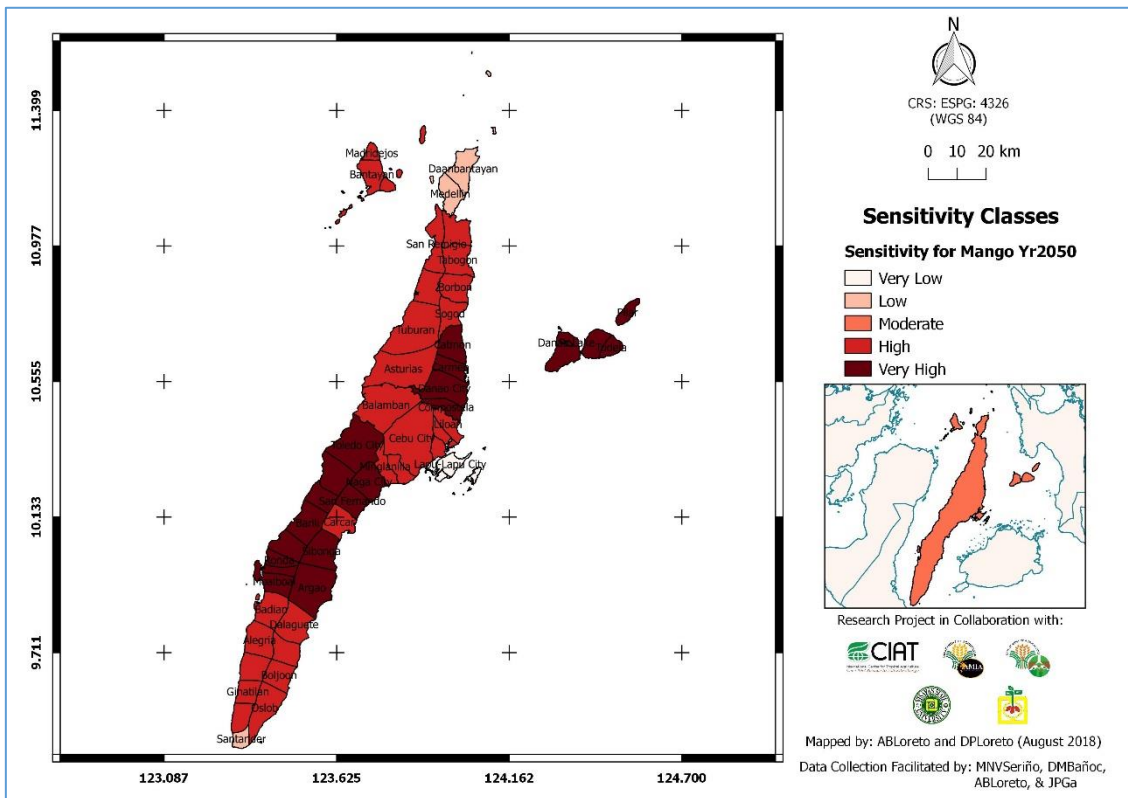 N
CRS: ESPG: 4326
(WGS 84)
0 10 20 km
Sensitivity Classes
Sensitivity for Mango Yr2050
Very Low
Low
Moderate
High
Very High
11.399
10.977
10.555
10.133
9.711
123.087
123.625
124.162
124.700
Madridejos
Bantayan
Daanbantayan
Medellin
San Remigio
Tabogon
Borbon
Sogod
Tuburan
Catmon
Carmen
Asturias
Danao City
Balamban
Compostela
Liloan
Cebu City
Toledo City
Lapu-Lapu City
Minglanilla
Naga City
San Fernando
Barili
Carcar
Sibonga
Ronda
Moalboal
Argao
Badian
Dalaguete
Alegria
Boljoon
Ginatilan
Oslob
Santander
Tudela
Research Project in Collaboration with:
CIAT
AMIA
Mapped by: ABLoreto and DPLoreto (August 2018)
Data Collection Facilitated by: MNVSeriño, DMBañoc,
ABLoreto, & JPGa